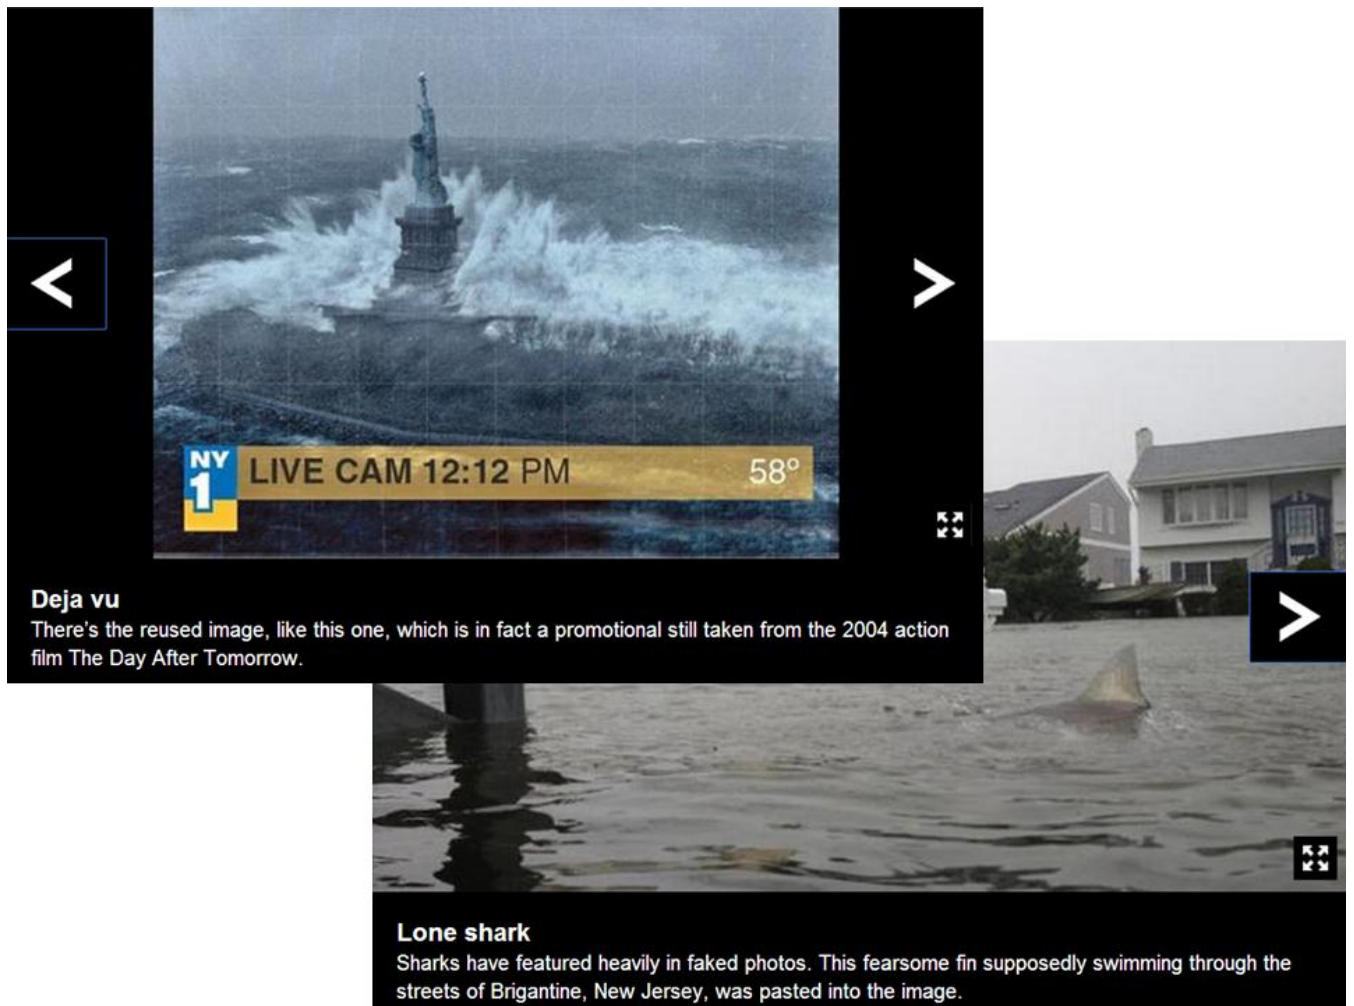 NY
1
LIVE CAM 12:12 PM 58º
Deja vu
There's the reused image, like this one, which is in fact a promotional still taken from the 2004 action
film The Day After Tomorrow.
Lone shark
Sharks have featured heavily in faked photos. This fearsome fin supposedly swimming through the
streets of Brigantine, New Jersey, was pasted into the image.